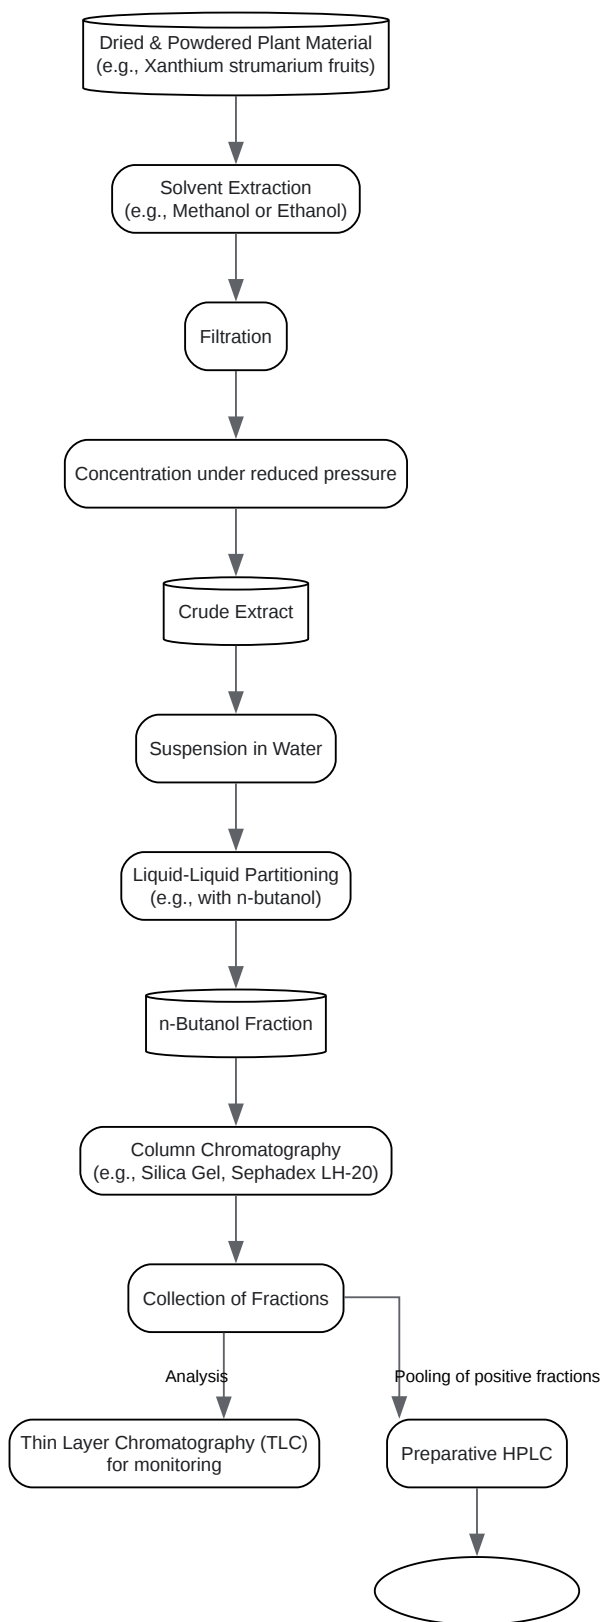 Dried & Powdered Plant Material
(e.g., Xanthium strumarium fruits)
Solvent Extraction
(e.g., Methanol or Ethanol)
Filtration
Concentration under reduced pressure
Crude Extract
Suspension in Water
Liquid-Liquid Partitioning
(e.g., with n-butanol)
n-Butanol Fraction
Column Chromatography
(e.g., Silica Gel, Sephadex LH-20)
Collection of Fractions
Analysis
Pooling of positive fractions
Thin Layer Chromatography (TLC)
for monitoring
Preparative HPLC